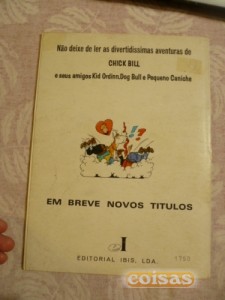 Não deixe de ler as divertidissimas aventuras de
CHICK BILL
e seus amigos Kid Ordinn, Dog Bull e Pequeno Caniche
!?
EM BREVE NOVOS TITULOS
I
EDITORIAL IBIS, LDA.
coisas